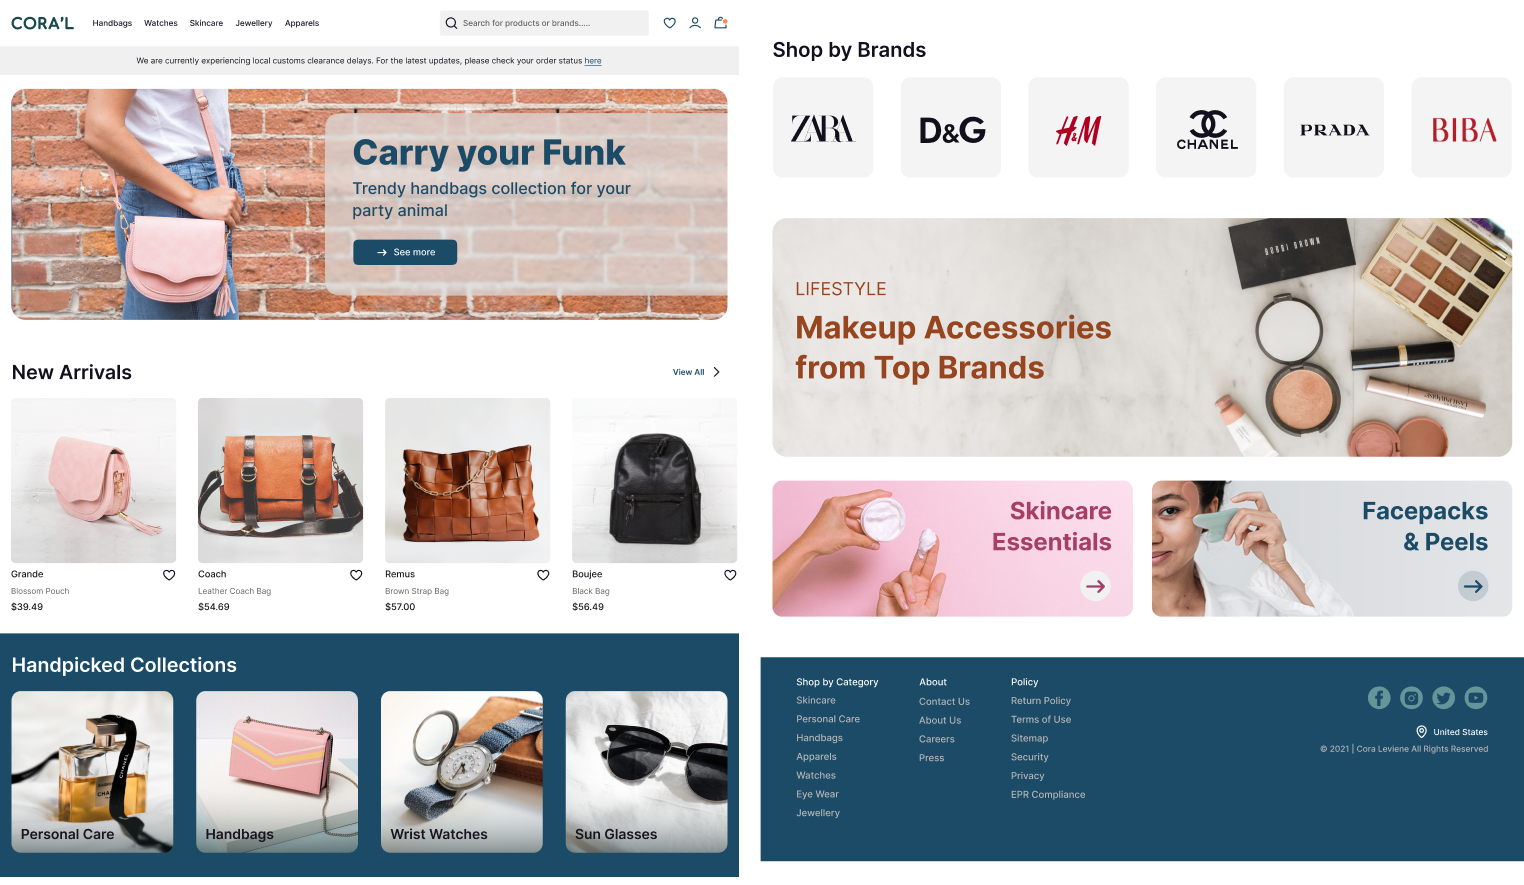 CORA'L
Handbags Watches Skincare Jewellery Apparels
Search for products or brands.....
We are currently experiencing local customs clearance delays. For the latest updates, please check your order status here
Carry your Funk
Trendy handbags collection for your
party animal
See more
New Arrivals
View All
Grande
Blossom Pouch
$39.49
Coach
Leather Coach Bag
$54.69
Remus
Brown Strap Bag
$57.00
Boujee
Black Bag
$56.49
Handpicked Collections
CHANEL
Personal Care
Handbags
Wrist Watches
Sun Glasses
Shop by Brands
ZARA
D&G
H&M
CHANEL
PRADA
BIBA
BOBBI BROWN
LIFESTYLE
Makeup Accessories
from Top Brands
Skincare
Essentials
Facepacks
& Peels
Shop by Category
Skincare
Personal Care
Handbags
Apparels
Watches
Eye Wear
Jewellery
About
Contact Us
About Us
Careers
Press
Policy
Return Policy
Terms of Use
Sitemap
Security
Privacy
EPR Compliance
United States
© 2021 | Cora Leviene All Rights Reserved